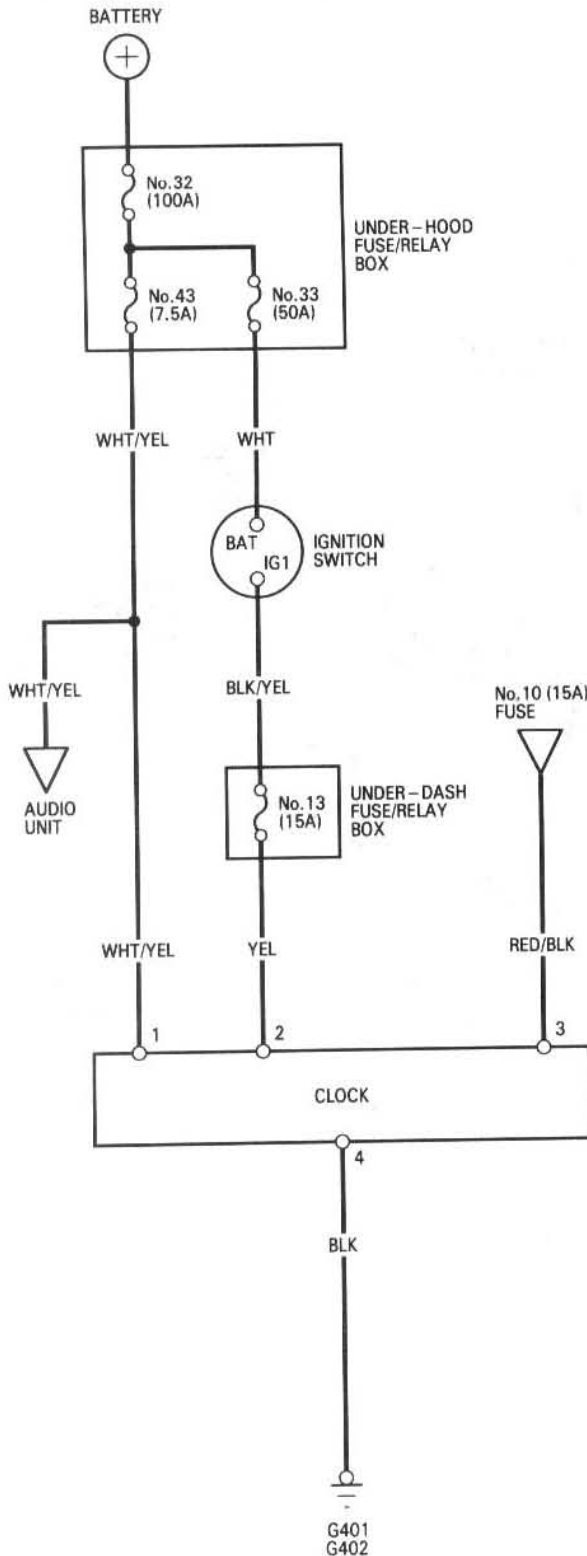 BATTERY
No.32
(100A)
UNDER-HOOD
FUSE/RELAY
BOX
No.43
(7.5A)
No.33
(50A)
WHT/YEL
WHT
BAT
IG1
IGNITION
SWITCH
WHT/YEL
BLK/YEL
No.10 (15A)
FUSE
AUDIO
UNIT
No.13
(15A)
UNDER-DASH
FUSE/RELAY
BOX
WHT/YEL
YEL
RED/BLK
1
2
3
CLOCK
4
BLK
G401
G402